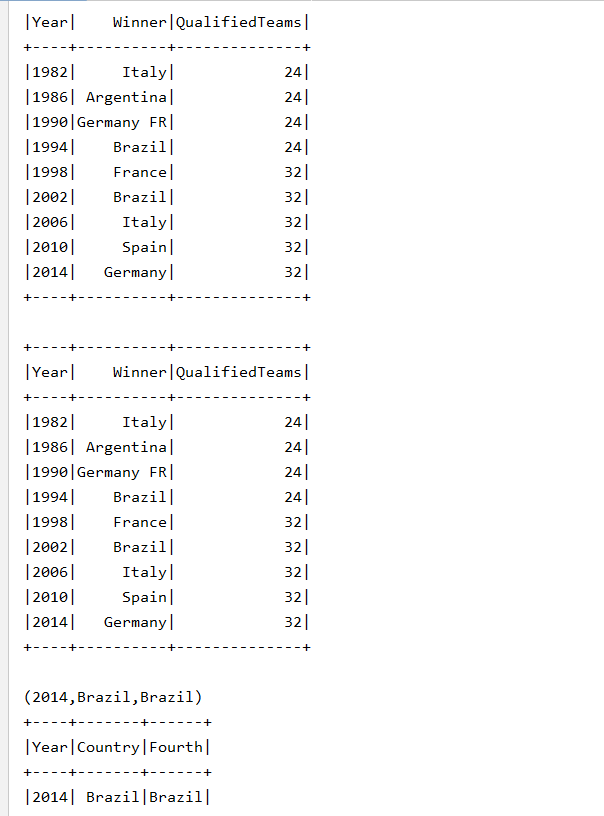 |Year|    Winner|QualifiedTeams|
+----+----------+--------------+
|1982|     Italy|            24|
|1986| Argentina|            24|
|1990|Germany FR|            24|
|1994|    Brazil|            24|
|1998|    France|            32|
|2002|    Brazil|            32|
|2006|     Italy|            32|
|2010|     Spain|            32|
|2014|   Germany|            32|
+----+----------+--------------+

+----+----------+--------------+
|Year|    Winner|QualifiedTeams|
+----+----------+--------------+
|1982|     Italy|            24|
|1986| Argentina|            24|
|1990|Germany FR|            24|
|1994|    Brazil|            24|
|1998|    France|            32|
|2002|    Brazil|            32|
|2006|     Italy|            32|
|2010|     Spain|            32|
|2014|   Germany|            32|
+----+----------+--------------+

(2014,Brazil,Brazil)
+----+-------+------+
|Year|Country|Fourth|
+----+-------+------+
|2014| Brazil|Brazil|